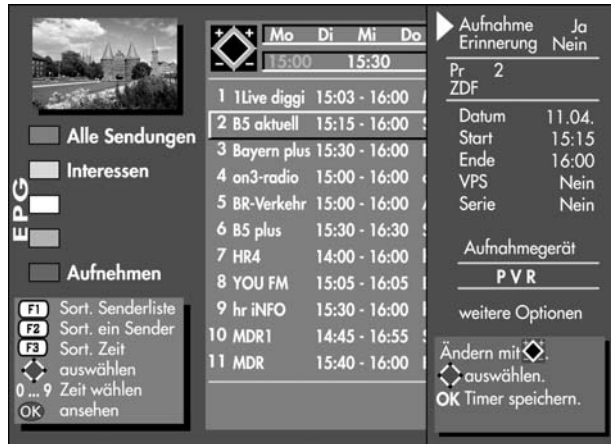 Mo Di Mi Do
15:00 15:30
1 1Live diggi 15:03 - 16:00
2 B5 aktuell 15:15 - 16:00
3 Bayern plus 15:30 - 16:00
4 on3-radio 15:00 - 16:00
5 BR-Verkehr 15:00 - 16:00
6 B5 plus 15:30 - 16:30
7 HR4 14:00 - 16:00
8 YOU FM 15:05 - 16:05
9 hr iNFO 15:30 - 16:00
10 MDR1 14:45 - 16:55
11 MDR 15:40 - 16:00
EPG
Alle Sendungen
Interessen
Aufnehmen
F1 Sort. Senderliste
F2 Sort. ein Sender
F3 Sort. Zeit
auswählen
0 ... 9 Zeit wählen
OK ansehen
Aufnahme Ja
Erinnerung Nein
Pr 2
ZDF
Datum 11.04.
Start 15:15
Ende 16:00
VPS Nein
Serie Nein
Aufnahmegerät
PVR
weitere Optionen
Ändern mit .
auswählen.
OK Timer speichern.